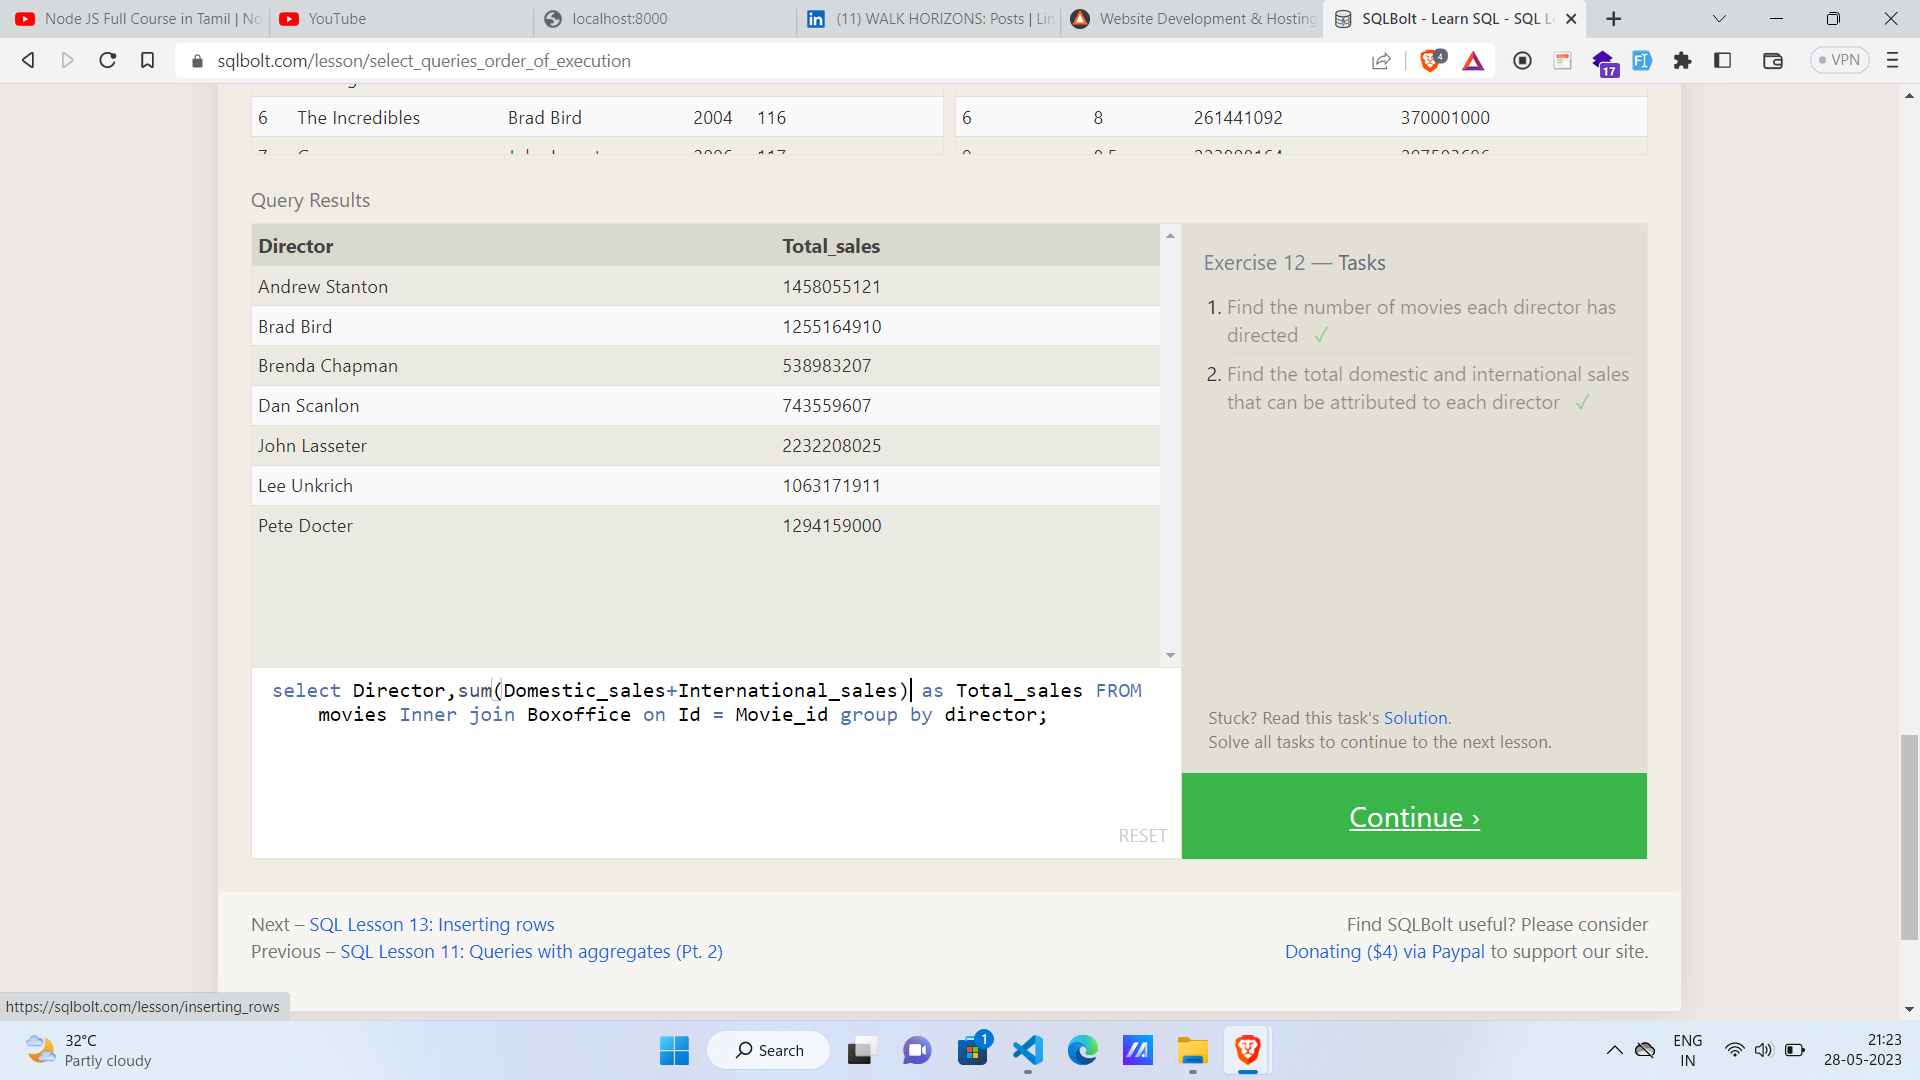 Node JS Full Course in Tamil | No
YouTube
localhost:8000
(11) WALK HORIZONS: Posts | Lin
Website Development & Hosting
SQLBolt - Learn SQL - SQL L
sqlbolt.com/lesson/select_queries_order_of_execution
4
17
VPN
6 The Incredibles Brad Bird 2004 116
6 8 261441092 370001000
Query Results
Director Total_sales
Andrew Stanton 1458055121
Brad Bird 1255164910
Brenda Chapman 538983207
Dan Scanlon 743559607
John Lasseter 2232208025
Lee Unkrich 1063171911
Pete Docter 1294159000
Exercise 12 — Tasks
1. Find the number of movies each director has
directed ✓
2. Find the total domestic and international sales
that can be attributed to each director ✓
select Director,sum(Domestic_sales+International_sales) as Total_sales FROM
movies Inner join Boxoffice on Id = Movie_id group by director;
RESET
Stuck? Read this task's Solution.
Solve all tasks to continue to the next lesson.
Continue ›
Next – SQL Lesson 13: Inserting rows
Previous – SQL Lesson 11: Queries with aggregates (Pt. 2)
Find SQLBolt useful? Please consider
Donating ($4) via Paypal to support our site.
https://sqlbolt.com/lesson/inserting_rows
32°C
Partly cloudy
Search
1
ENG
IN
21:23
28-05-2023